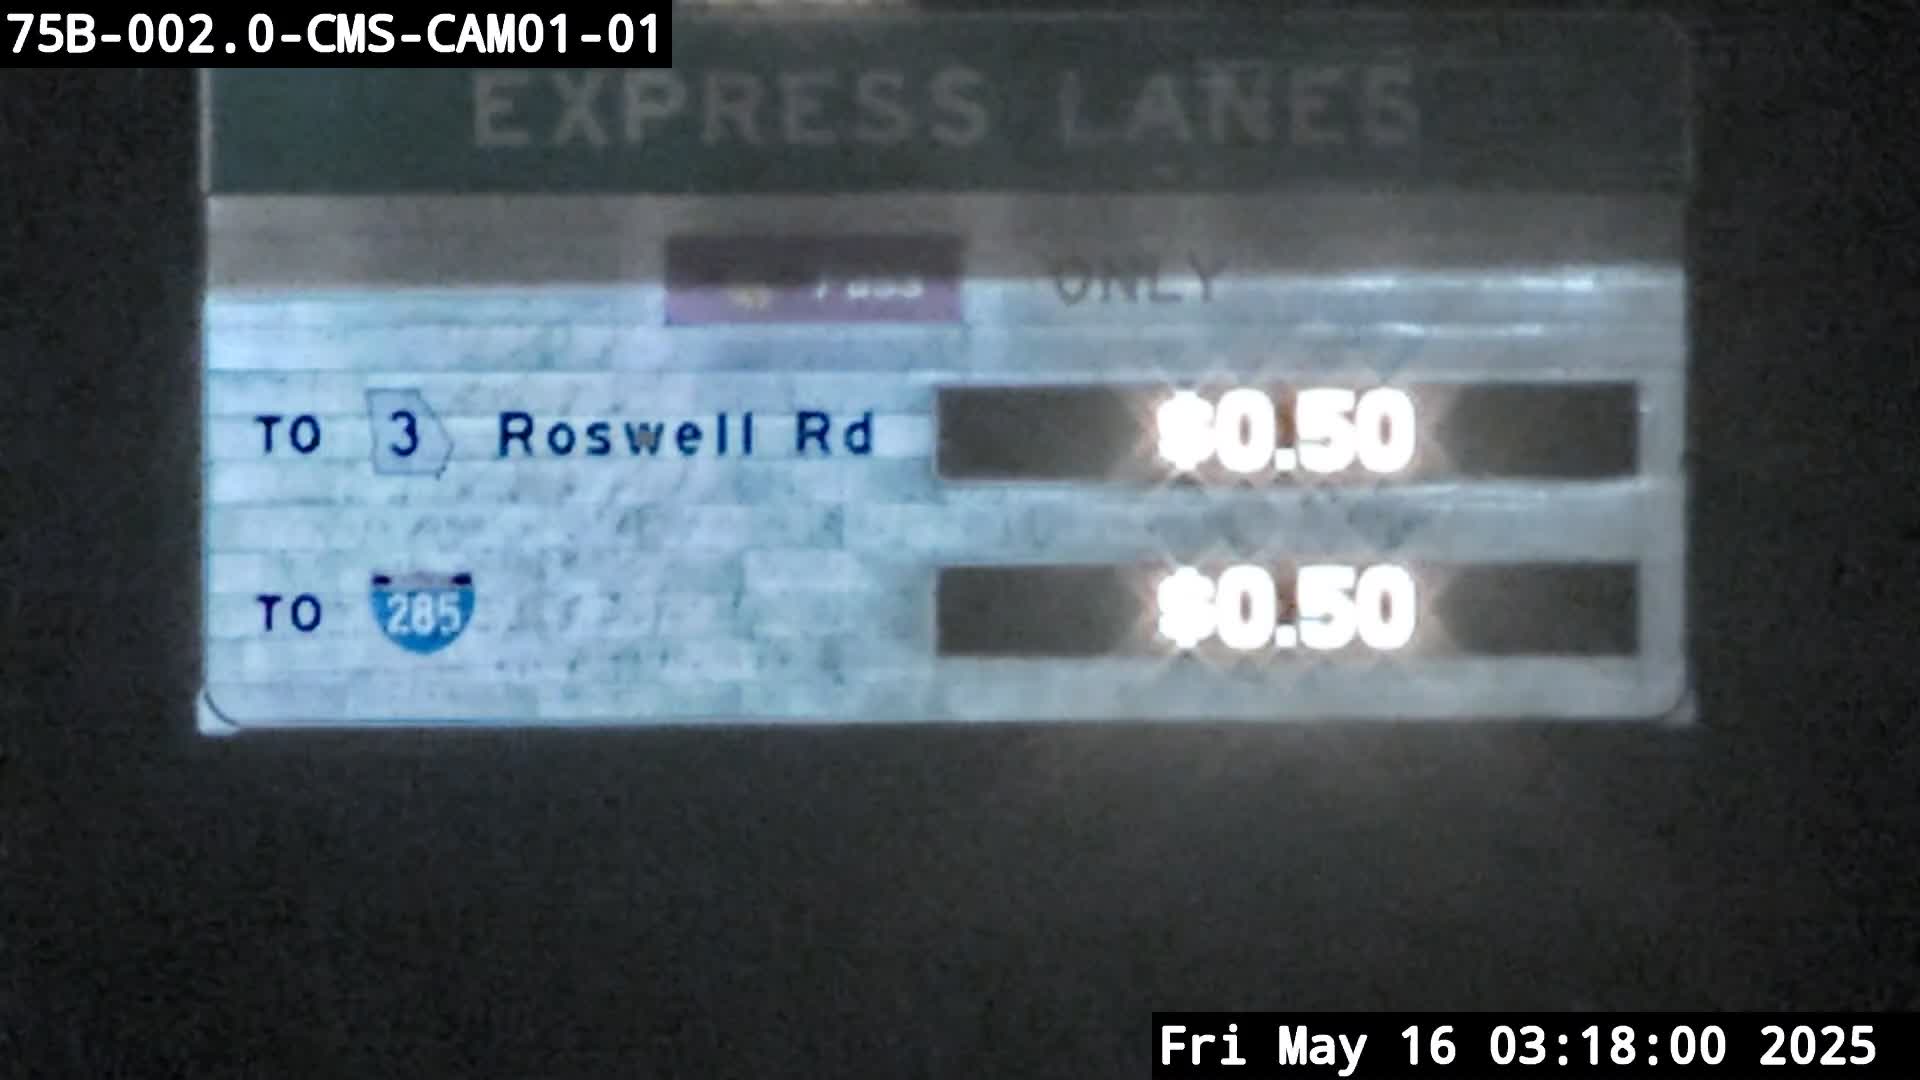 75B-002.0-CMS-CAM01-01
EXPRESS LANES
Pass ONLY
TO 3 Roswell Rd $0.50
TO 285 $0.50
Fri May 16 03:18:00 2025